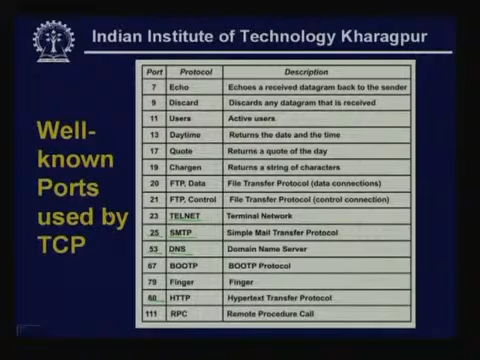 Indian Institute of Technology Kharagpur
Well-
known
Ports
used by
TCP
Port Protocol Description
7 Echo Echoes a received datagram back to the sender
9 Discard Discards any datagram that is received
11 Users Active users
13 Daytime Returns the date and the time
17 Quote Returns a quote of the day
19 Chargen Returns a string of characters
20 FTP, Data File Transfer Protocol (data connections)
21 FTP, Control File Transfer Protocol (control connection)
23 TELNET Terminal Network
25 SMTP Simple Mail Transfer Protocol
53 DNS Domain Name Server
67 BOOTP BOOTP Protocol
79 Finger Finger
80 HTTP Hypertext Transfer Protocol
111 RPC Remote Procedure Call